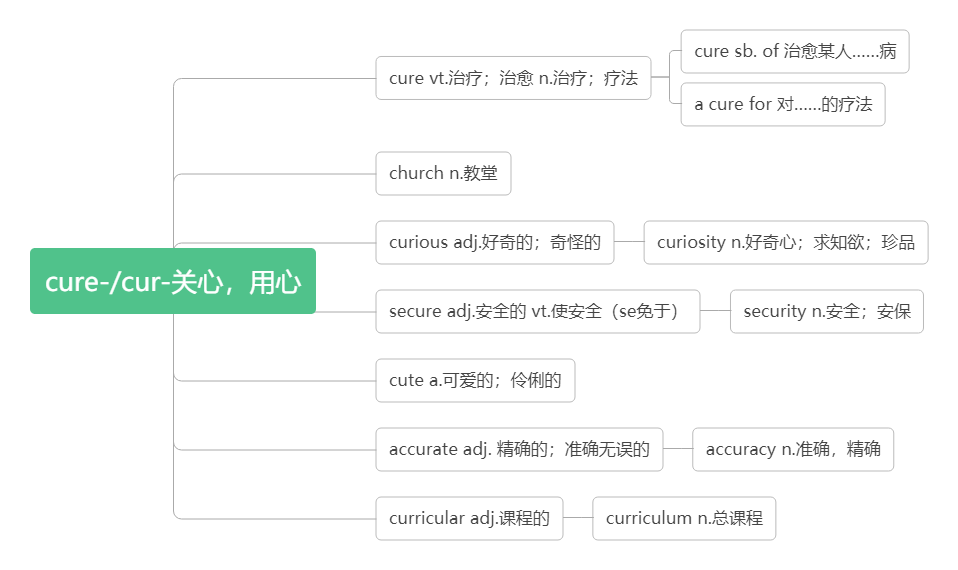 cure-/cur-关心，用心
cure vt.治疗；治愈 n.治疗；疗法
cure sb. of 治愈某人……病
a cure for 对……的疗法
church n.教堂
curious adj.好奇的；奇怪的
curiosity n.好奇心；求知欲；珍品
secure adj.安全的 vt.使安全（se免于）
security n.安全；安保
cute a.可爱的；伶俐的
accurate adj. 精确的；准确无误的
accuracy n.准确，精确
curricular adj.课程的
curriculum n.总课程